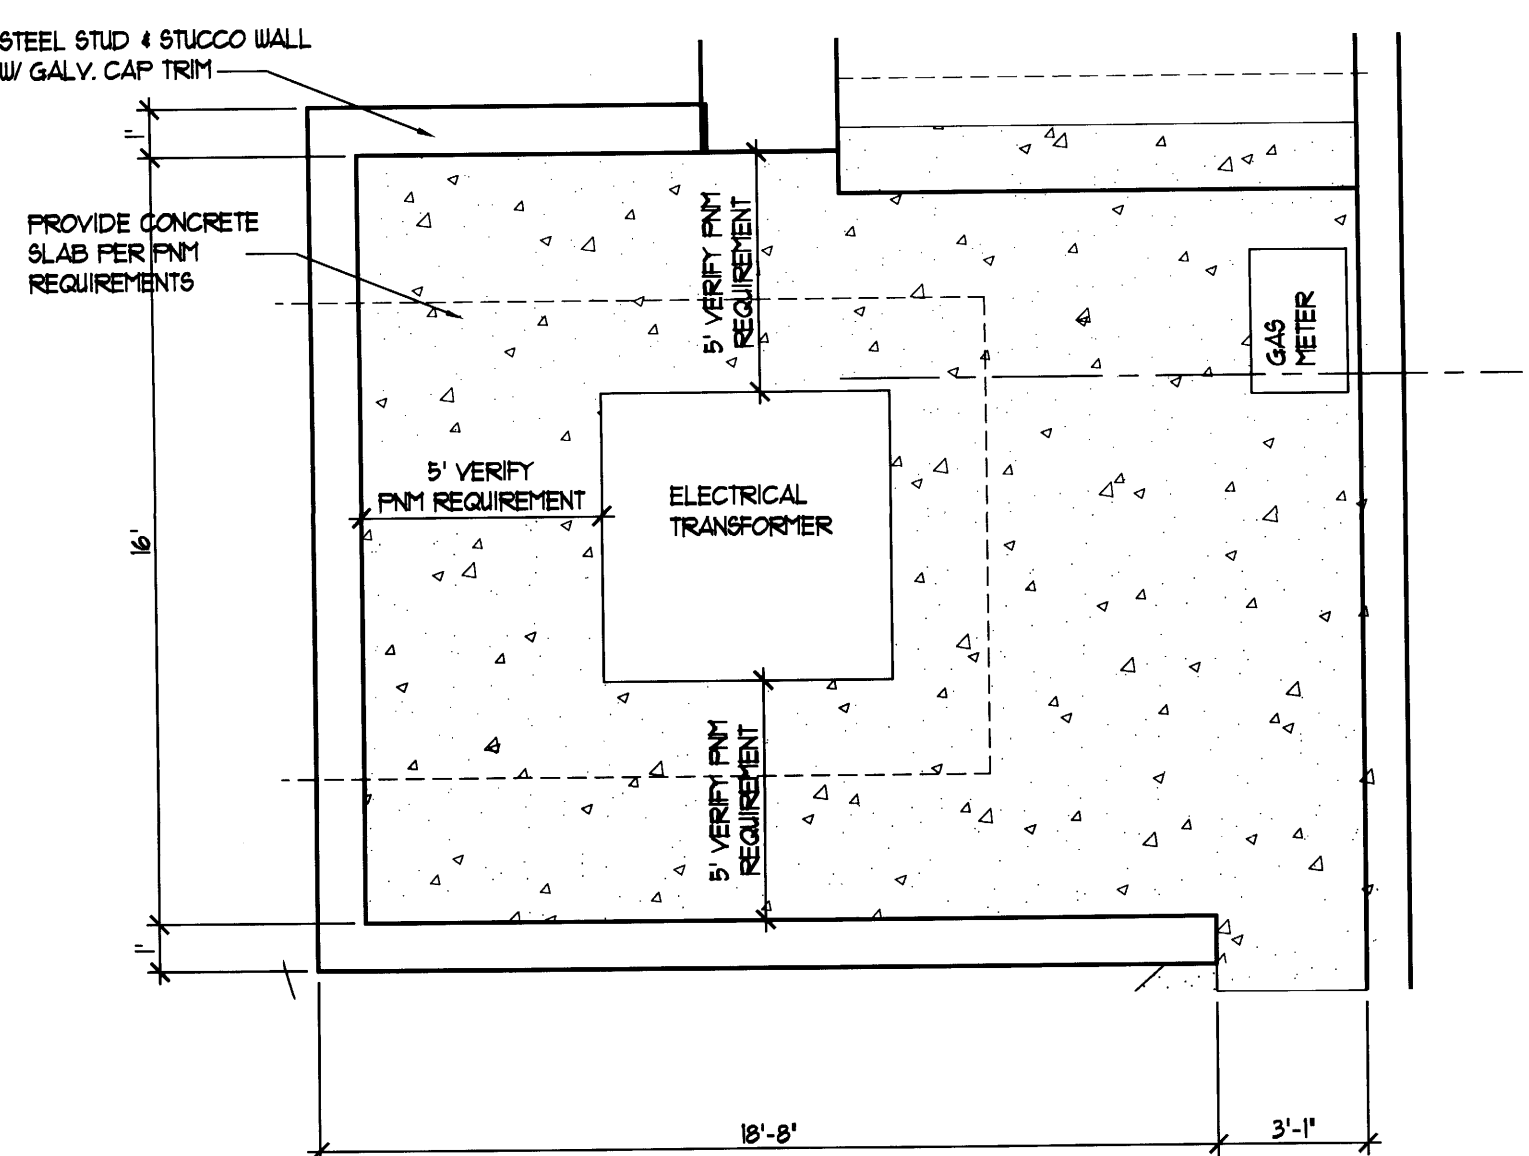 STEEL STUD & STUCCO WALL
W/ GALV. CAP TRIM
1'
PROVIDE CONCRETE
SLAB PER PNM
REQUIREMENTS
5' VERIFY PNM
REQUIREMENT
GAS
METER
5' VERIFY
PNM REQUIREMENT
ELECTRICAL
TRANSFORMER
16'
5' VERIFY PNM
REQUIREMENT
1'
18'-8"
3'-1"